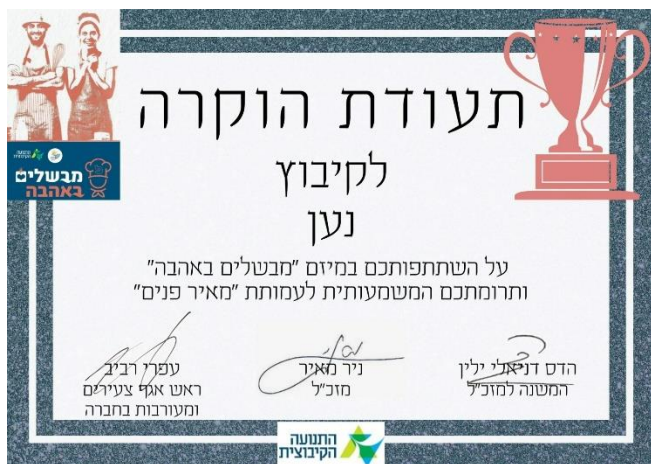 תעודת הוקרה
לקיבוץ
נען
על השתתפותכם במיזם "מבשלים באהבה"
ותרומתכם המשמעותית לעמותת "מאיר פנים"
הדס דניאלי ילין
המשנה למזכ"ל
ניר מאיר
מזכ"ל
עפרי רביב
ראש אגף צעירים
ומעורבות בחברה
מבשלים
באהבה
התנועה
הקיבוצית